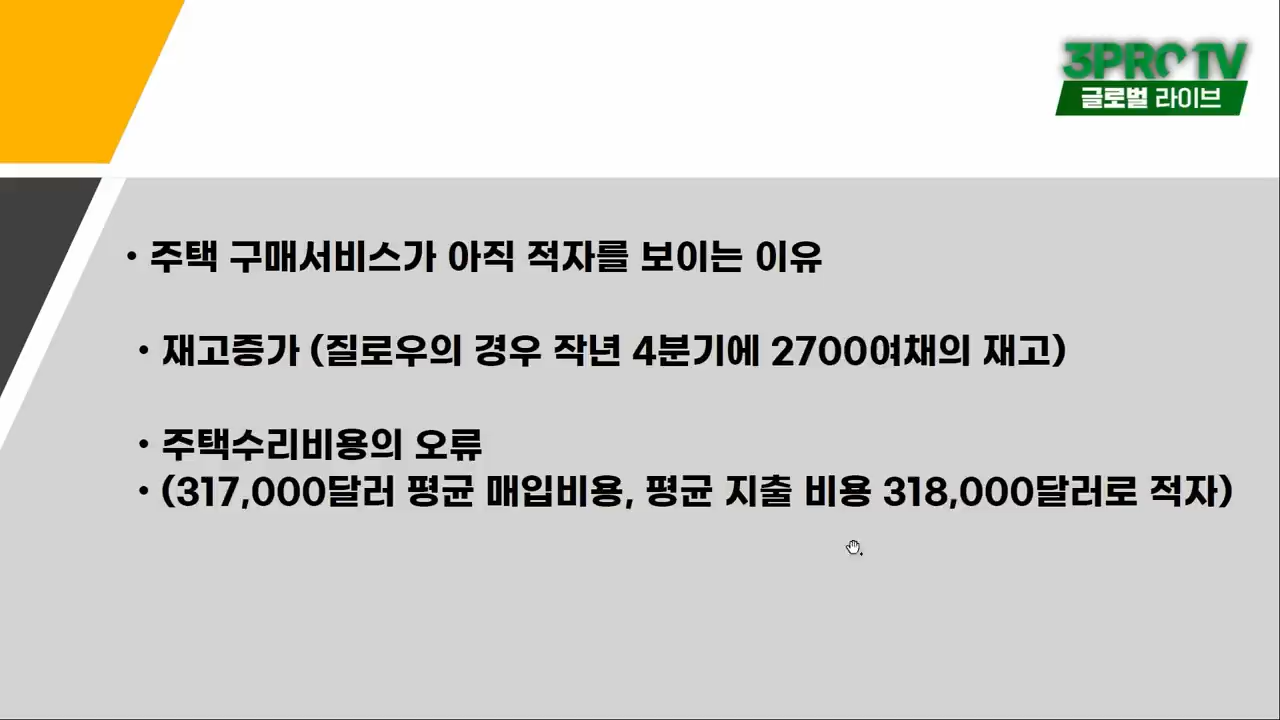 3PRO TV
글로벌 라이브
• 주택 구매서비스가 아직 적자를 보이는 이유
• 재고증가 (질로우의 경우 작년 4분기에 2700여채의 재고)
• 주택수리비용의 오류
• (317,000달러 평균 매입비용, 평균 지출 비용 318,000달러로 적자)